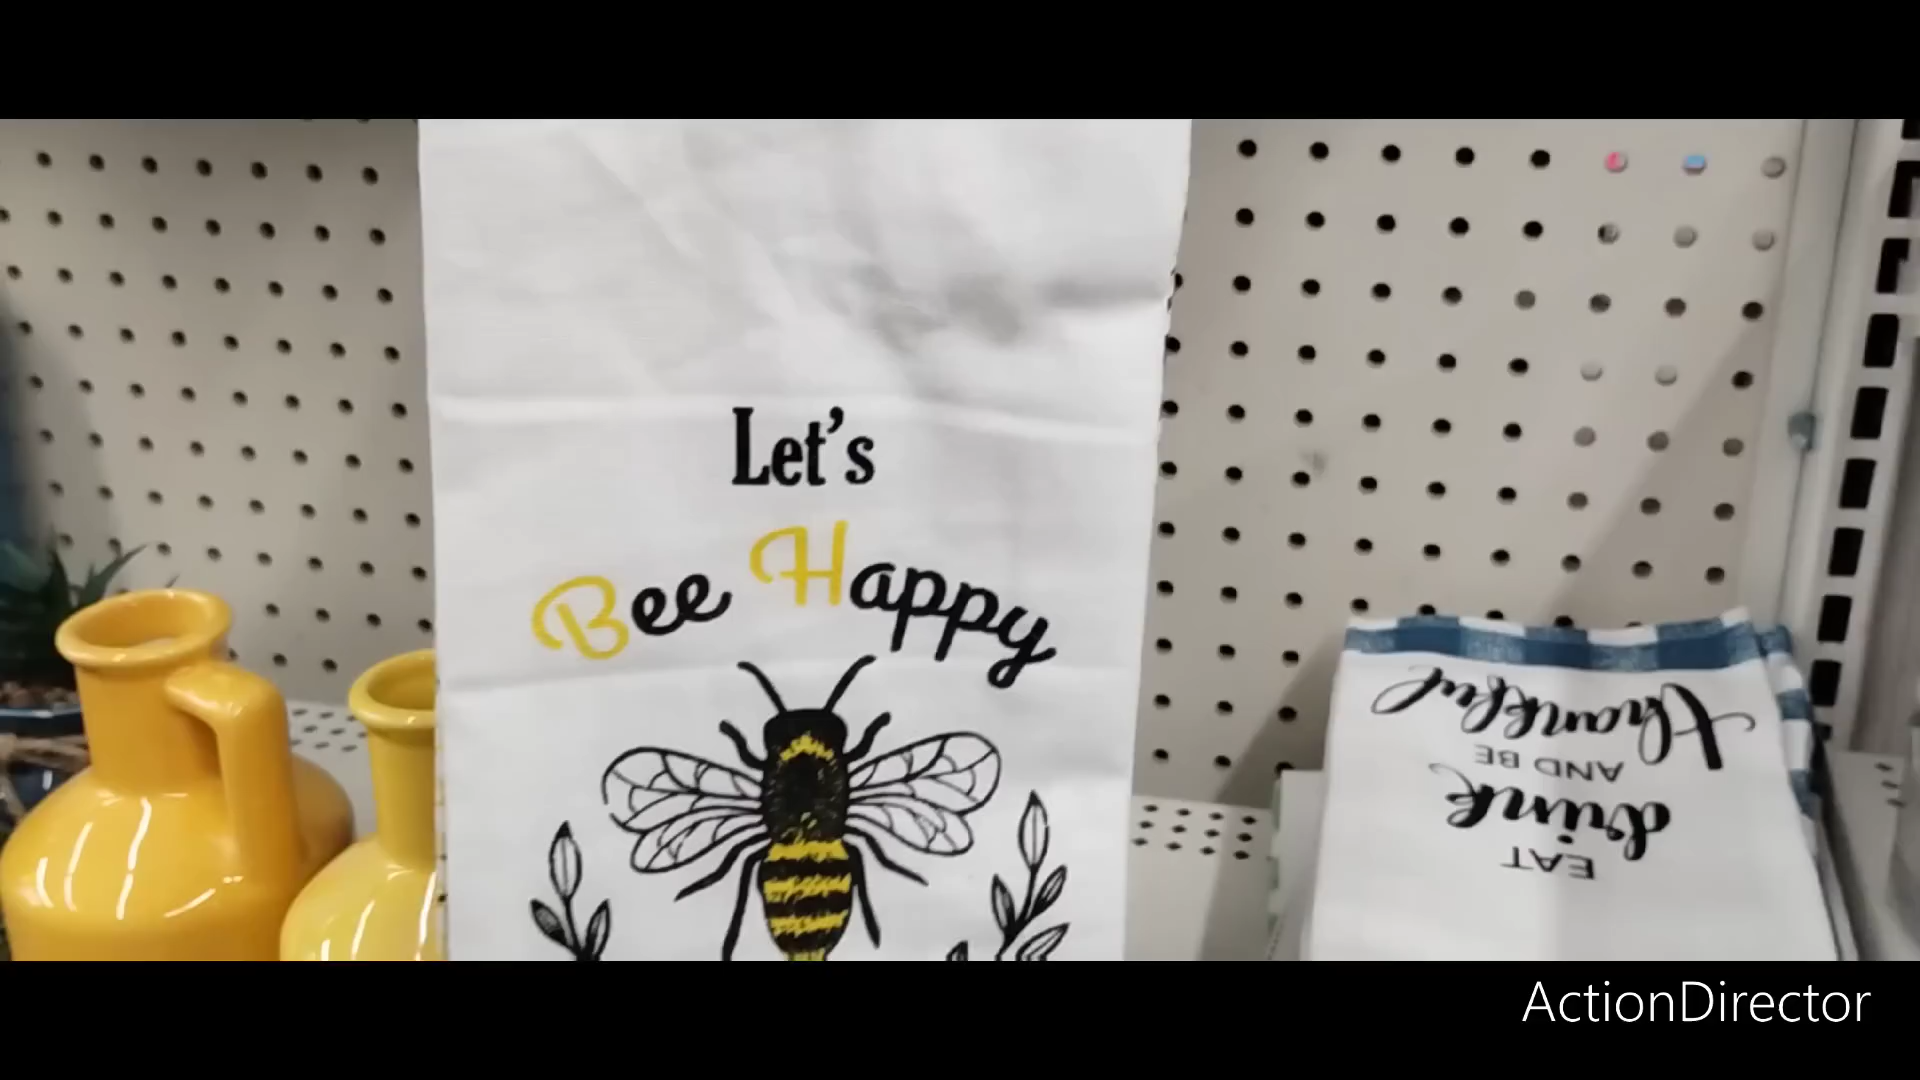 Let's
Bee Happy
EAT
drink
AND BE
thankful
ActionDirector